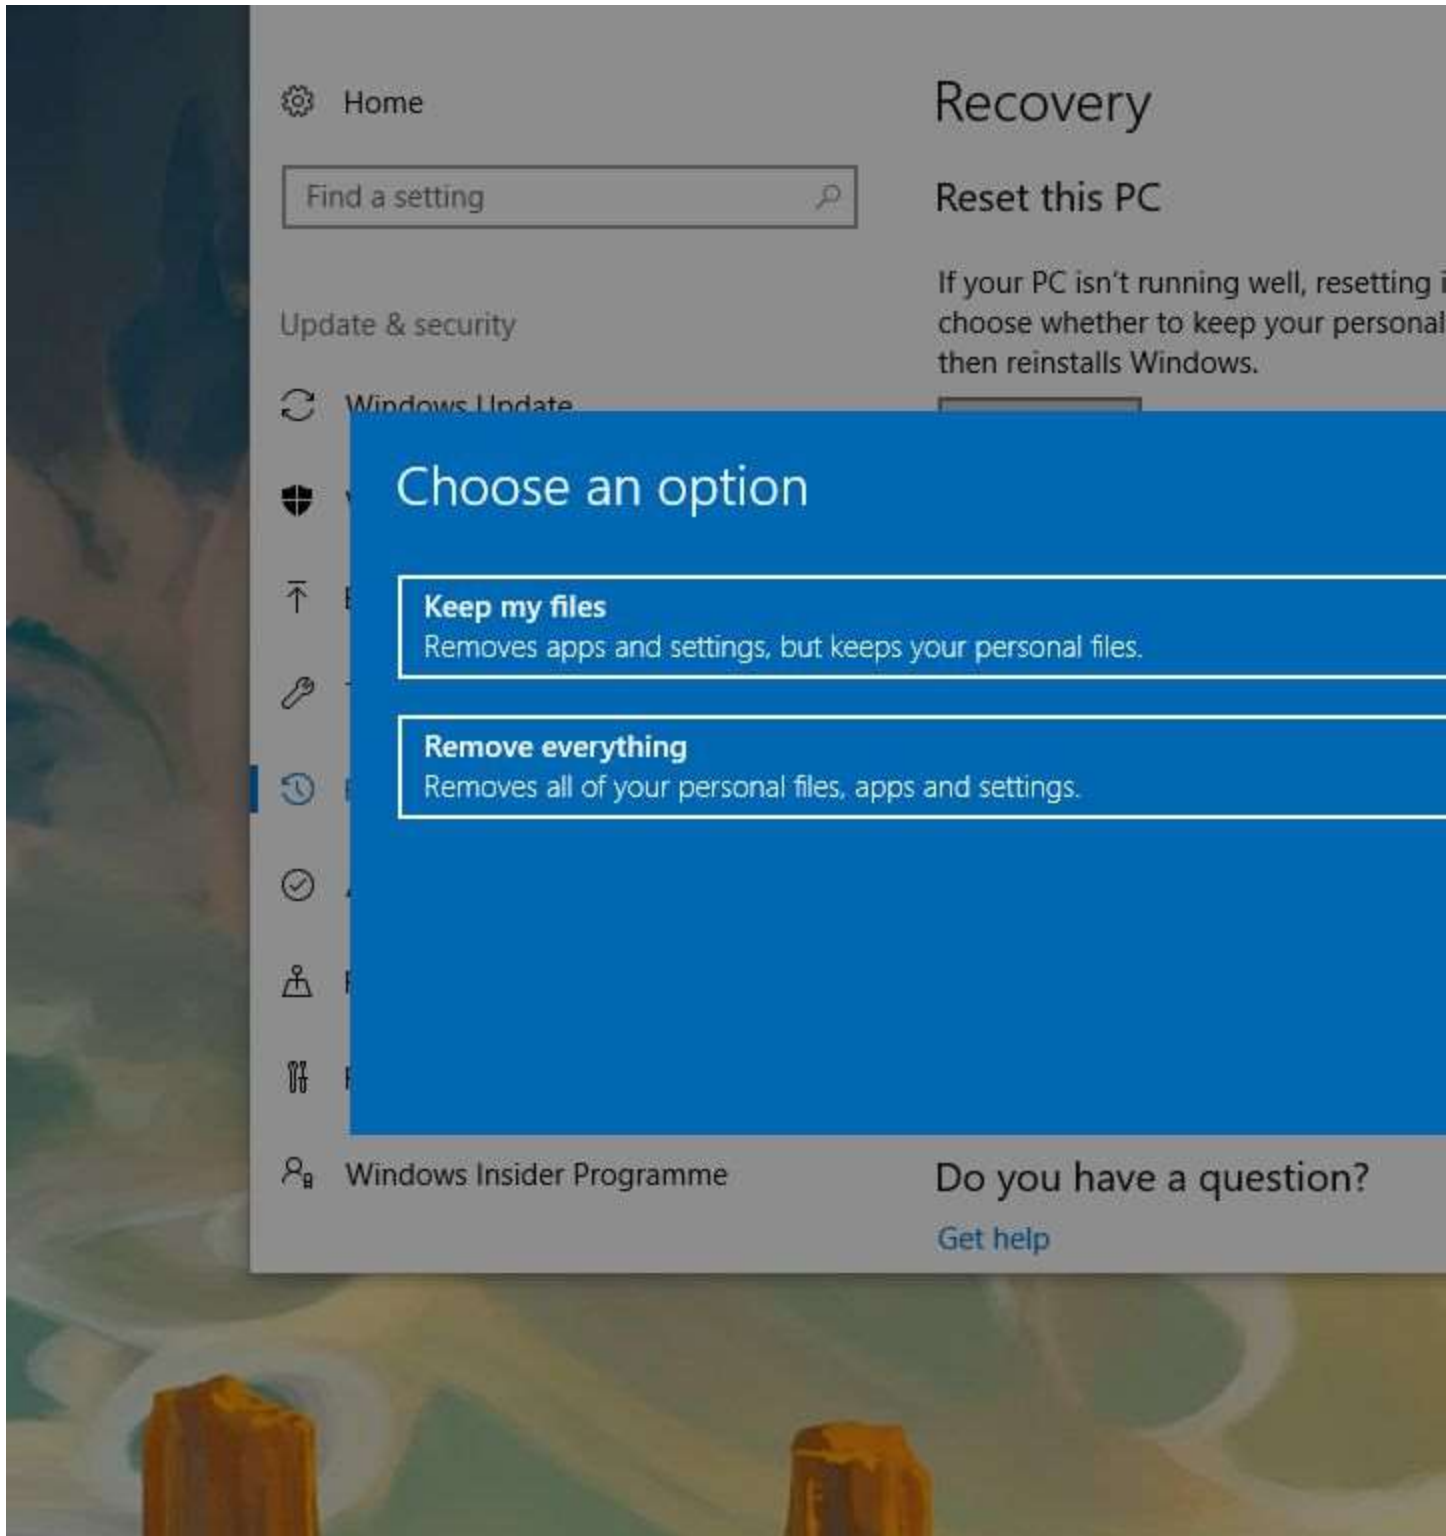 Home
Find a setting
Update & security
Windows Update
Windows Insider Programme
Recovery
Reset this PC
If your PC isn't running well, resetting
choose whether to keep your personal
then reinstalls Windows.
Choose an option
Keep my files
Removes apps and settings, but keeps your personal files.
Remove everything
Removes all of your personal files, apps and settings.
Do you have a question?
Get help